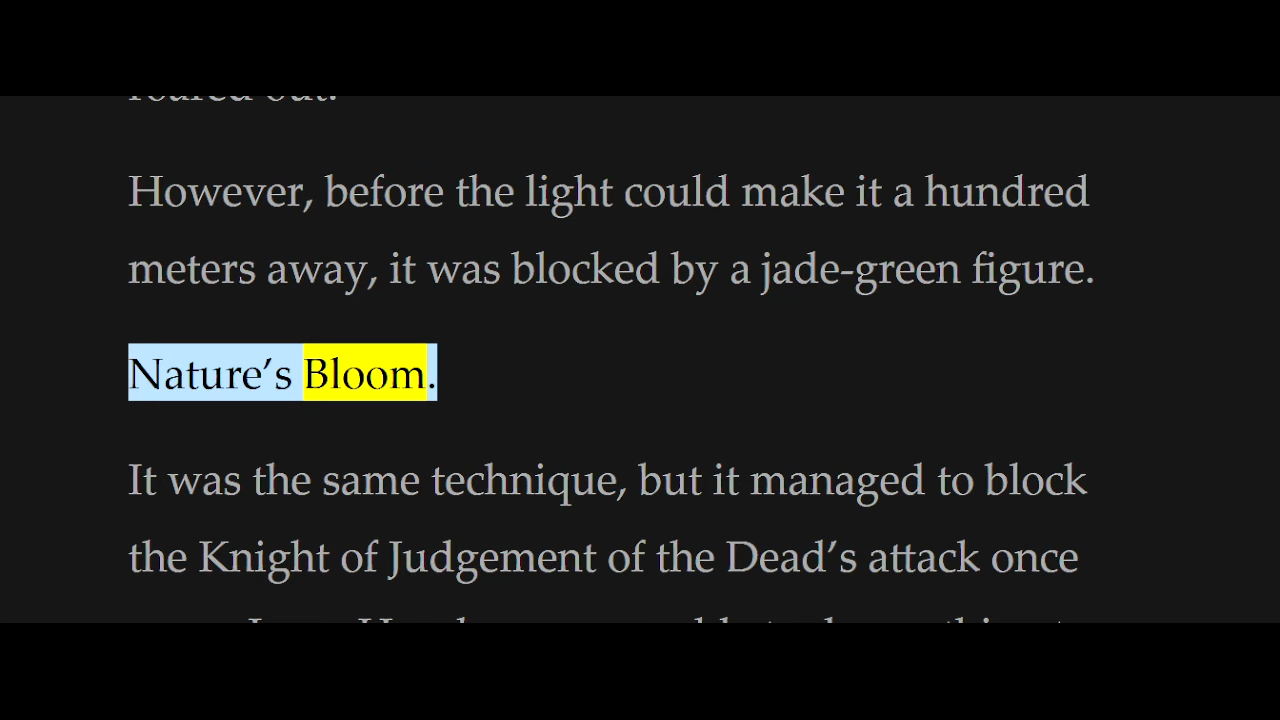 roared out.
However, before the light could make it a hundred
meters away, it was blocked by a jade-green figure.
Nature’s Bloom.
It was the same technique, but it managed to block
the Knight of Judgement of the Dead’s attack once